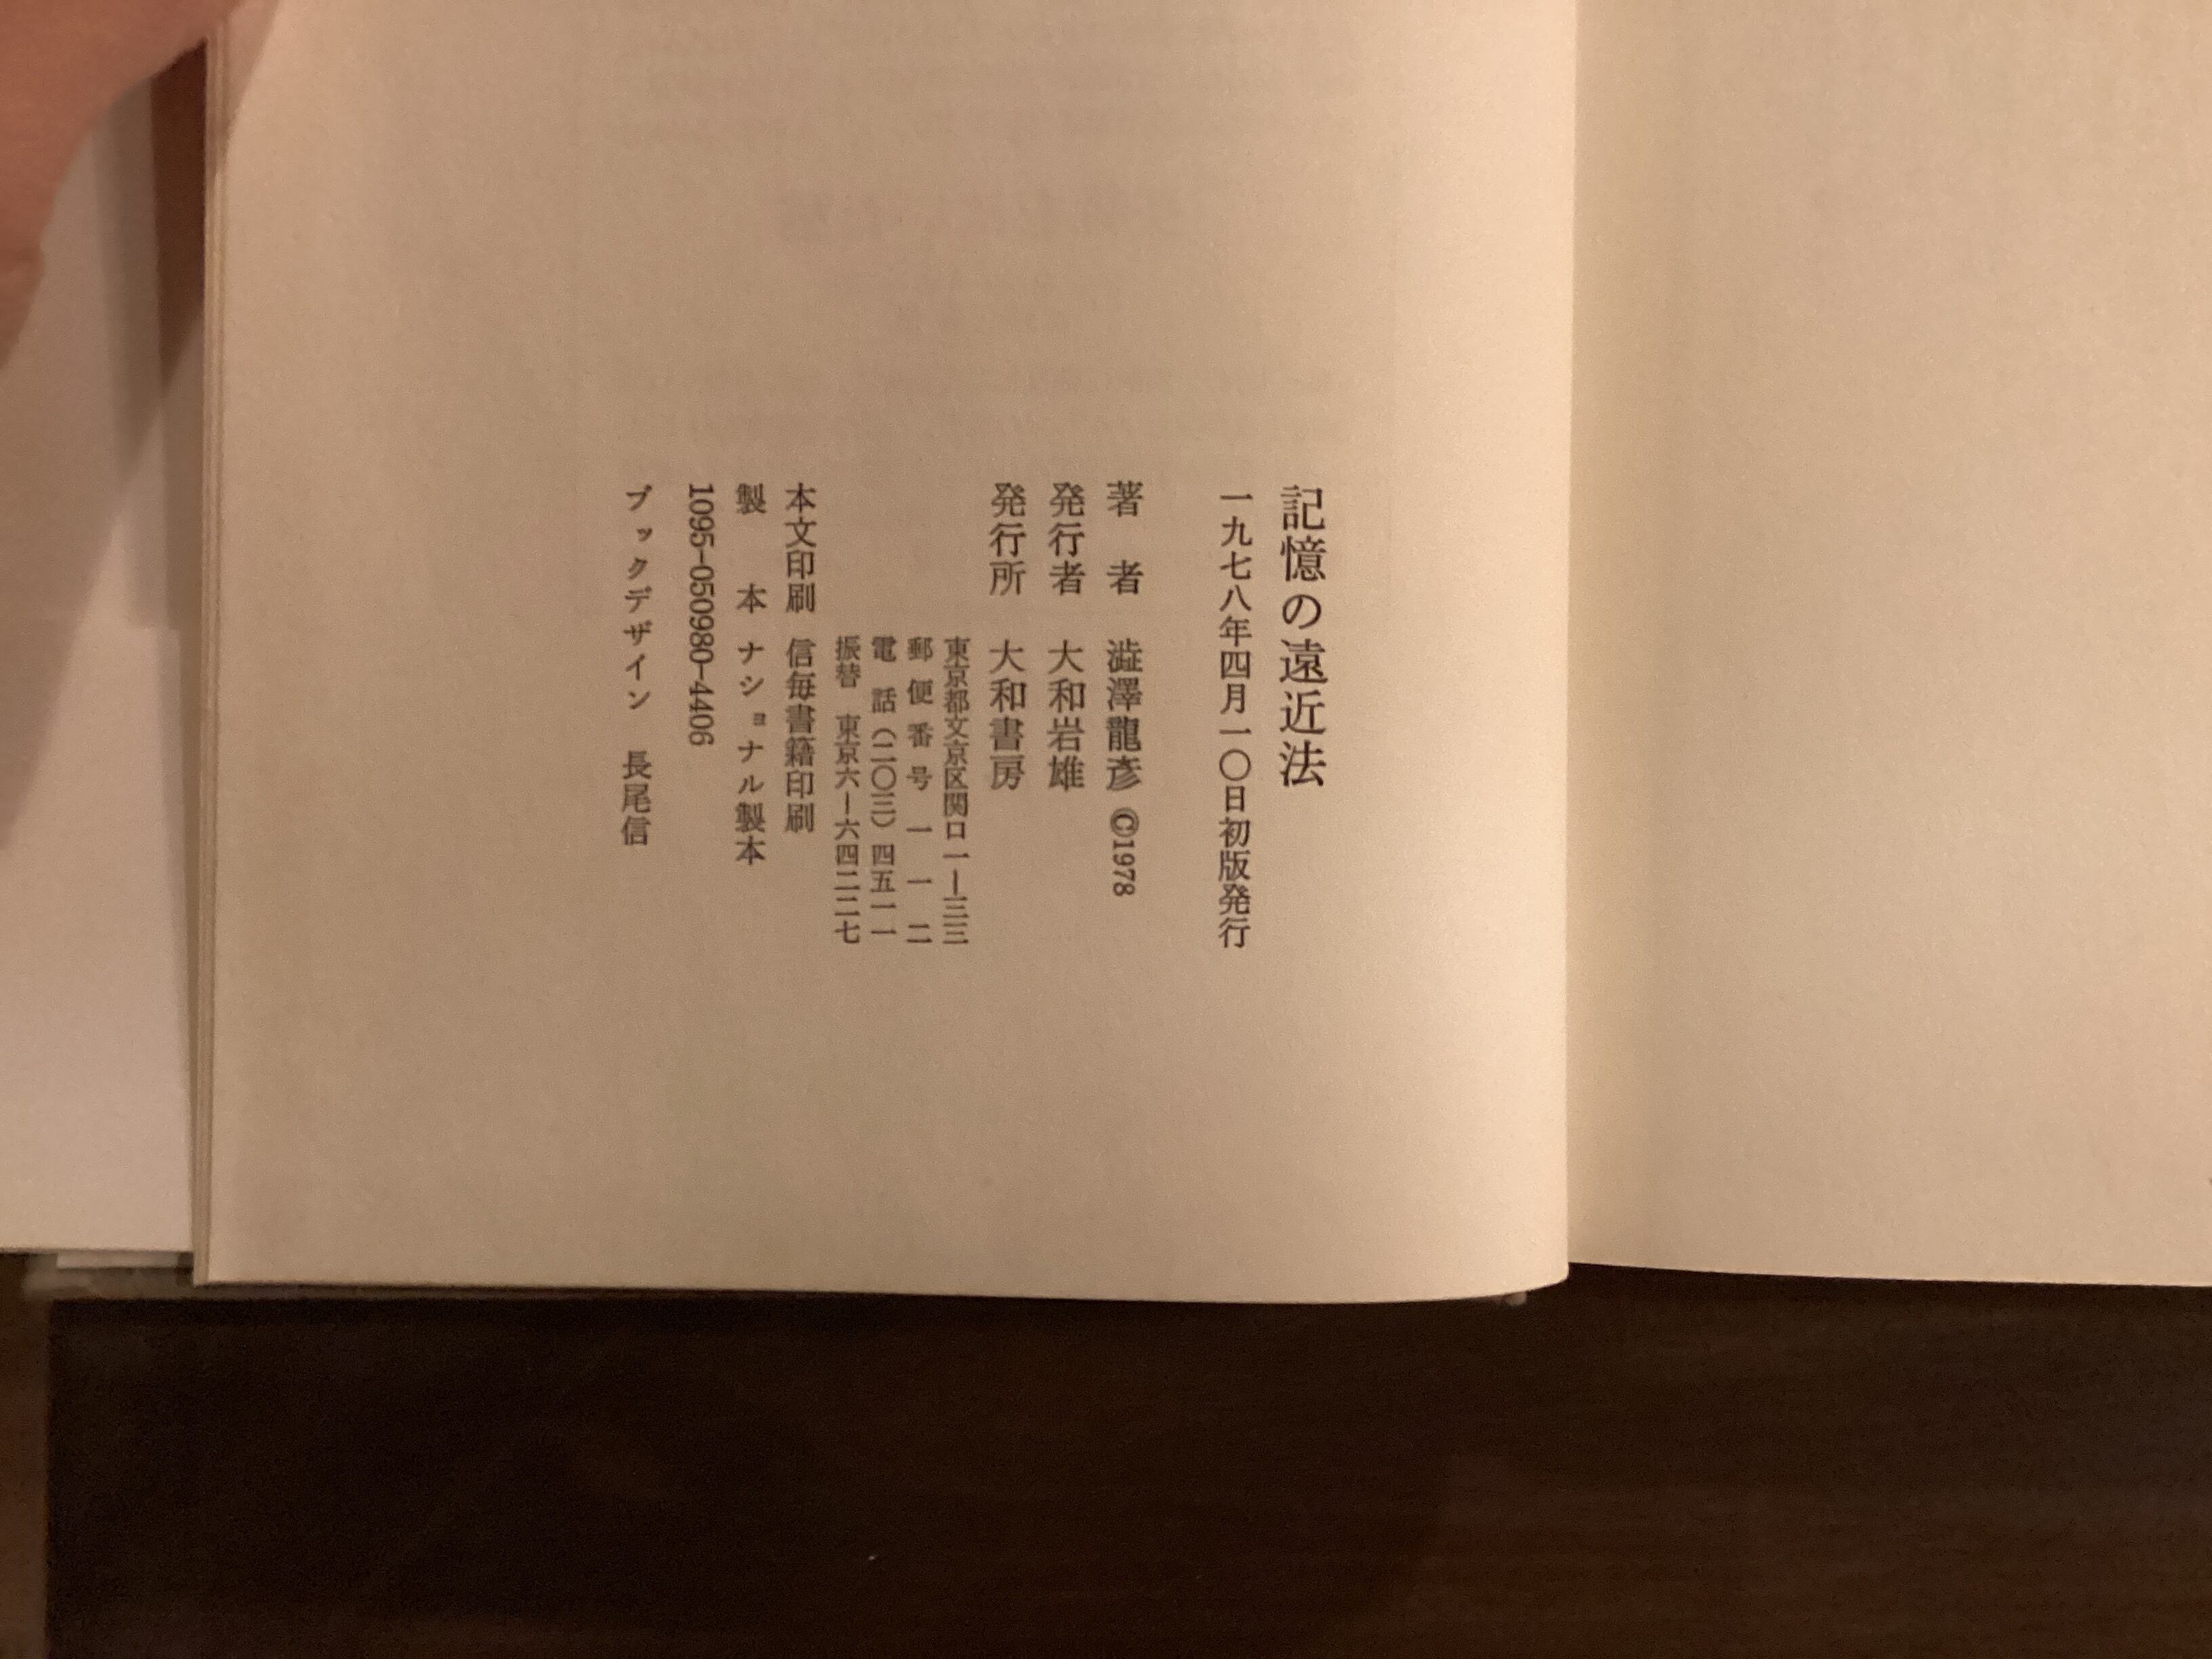 記憶の遠近法
一九七八年四月一〇日初版発行
著者 澁澤龍彦 ©1978
発行者 大和岩雄
発行所 大和書房
東京都文京区関口一ー三三
郵便番号 一一二
電話(二〇三)四五一一
振替 東京六ー六四二二七
本文印刷 信毎書籍印刷
製本 ナショナル製本
1095-050980-4406
ブックデザイン 長尾信